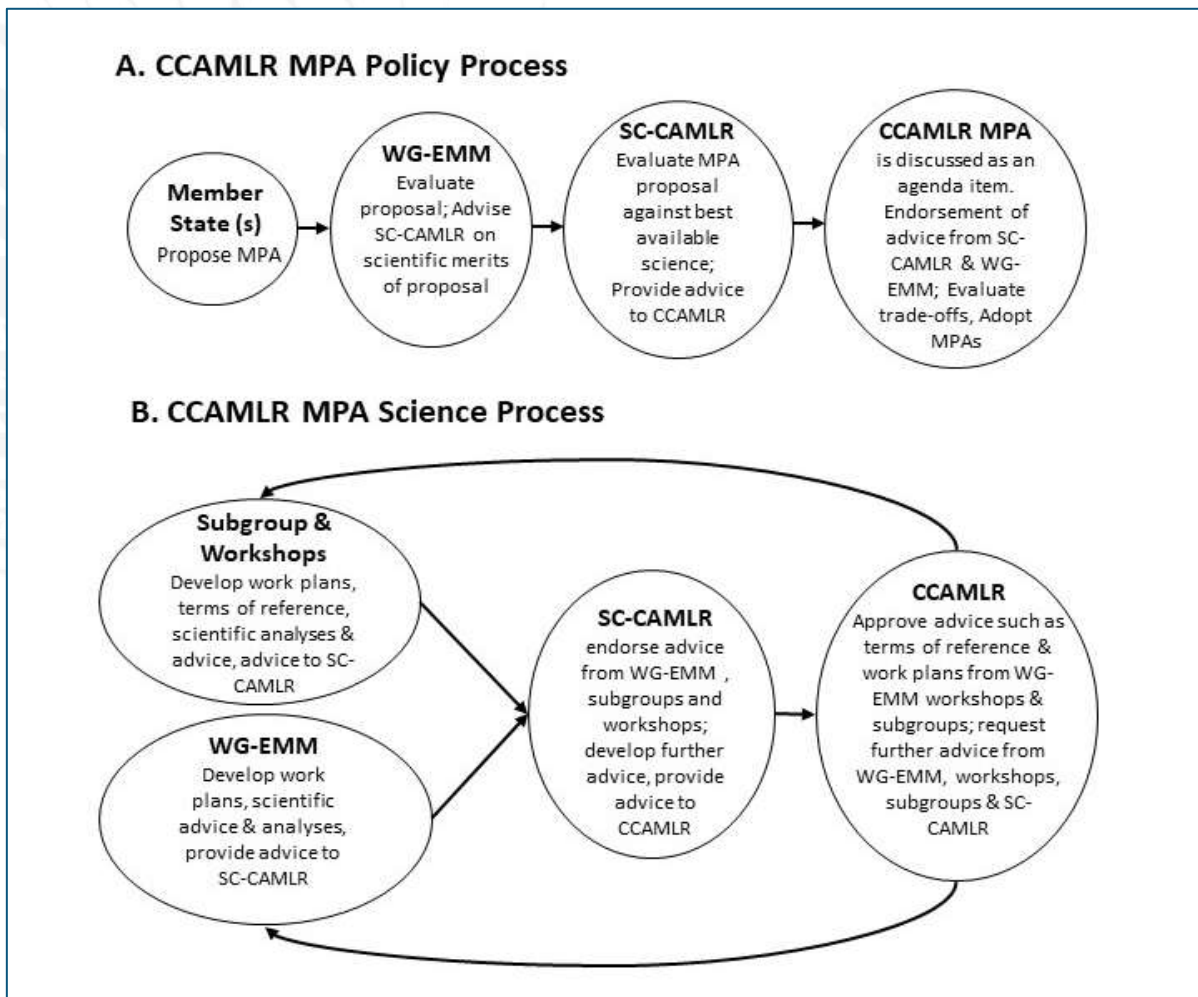 A. CCAMLR MPA Policy Process
Member
State (s)
Propose MPA
WG-EMM
Evaluate
proposal; Advise
SC-CAMLR on
scientific merits
of proposal
SC-CAMLR
Evaluate MPA
proposal
against best
available
science;
Provide advice
to CCAMLR
CCAMLR MPA
is discussed as an
agenda item.
Endorsement of
advice from SC-
CAMLR & WG-
EMM; Evaluate
trade-offs, Adopt
MPAs
B. CCAMLR MPA Science Process
Subgroup &
Workshops
Develop work plans,
terms of reference,
scientific analyses &
advice, advice to SC-
CAMLR
WG-EMM
Develop work
plans, scientific
advice & analyses,
provide advice to
SC-CAMLR
SC-CAMLR
endorse advice
from WG-EMM ,
subgroups and
workshops;
develop further
advice, provide
advice to
CCAMLR
CCAMLR
Approve advice such as
terms of reference &
work plans from WG-
EMM workshops &
subgroups; request
further advice from
WG-EMM, workshops,
subgroups & SC-
CAMLR